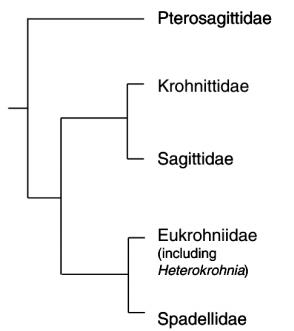 Pterosagittidae
Krohnittidae
Sagittidae
Eukrohniidae
(including
Heterokrohnia)
Spadellidae